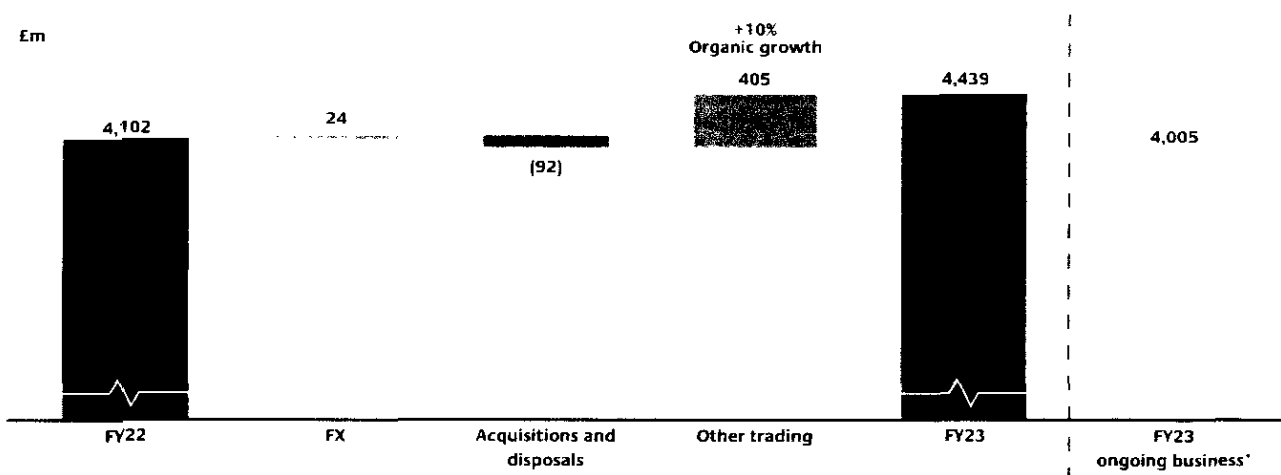 £m
+10%
Organic growth
4,102
24
(92)
405
4,439
4,005
FY22
FX
Acquisitions and
disposals
Other trading
FY23
FY23
ongoing business*